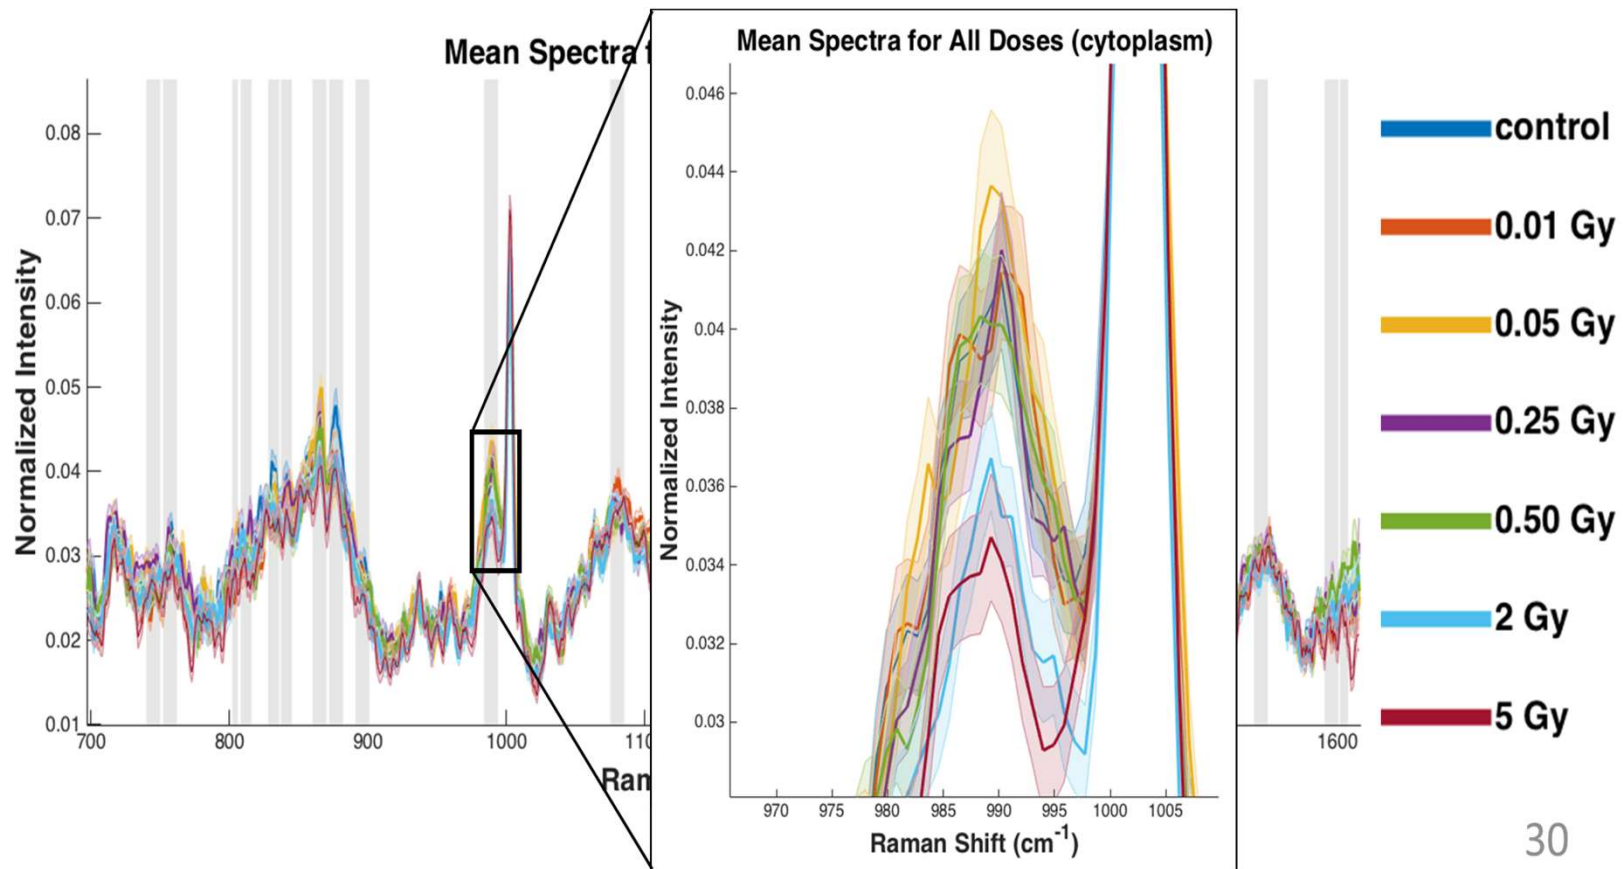 Mean Spectra f
Normalized Intensity
0.08
0.07
0.06
0.05
0.04
0.03
0.02
0.01
700 800 900 1000 110
Ran
Mean Spectra for All Doses (cytoplasm)
Normalized Intensity
0.046
0.044
0.042
0.04
0.038
0.036
0.034
0.032
0.03
970 975 980 985 990 995 1000 1005
Raman Shift (cm-1)
1600
control
0.01 Gy
0.05 Gy
0.25 Gy
0.50 Gy
2 Gy
5 Gy
30